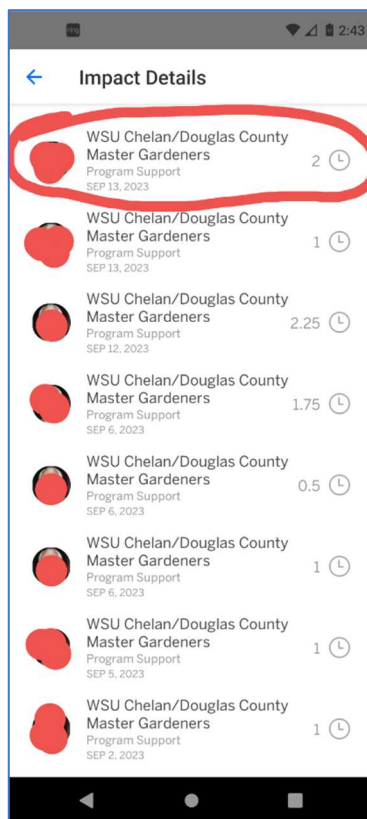 2:43
Impact Details
WSU Chelan/Douglas County
Master Gardeners
Program Support
SEP 13, 2023
2
WSU Chelan/Douglas County
Master Gardeners
Program Support
SEP 13, 2023
1
WSU Chelan/Douglas County
Master Gardeners
Program Support
SEP 12, 2023
2.25
WSU Chelan/Douglas County
Master Gardeners
Program Support
SEP 6, 2023
1.75
WSU Chelan/Douglas County
Master Gardeners
Program Support
SEP 6, 2023
0.5
WSU Chelan/Douglas County
Master Gardeners
Program Support
SEP 6, 2023
1
WSU Chelan/Douglas County
Master Gardeners
Program Support
SEP 5, 2023
1
WSU Chelan/Douglas County
Master Gardeners
Program Support
SEP 2, 2023
1